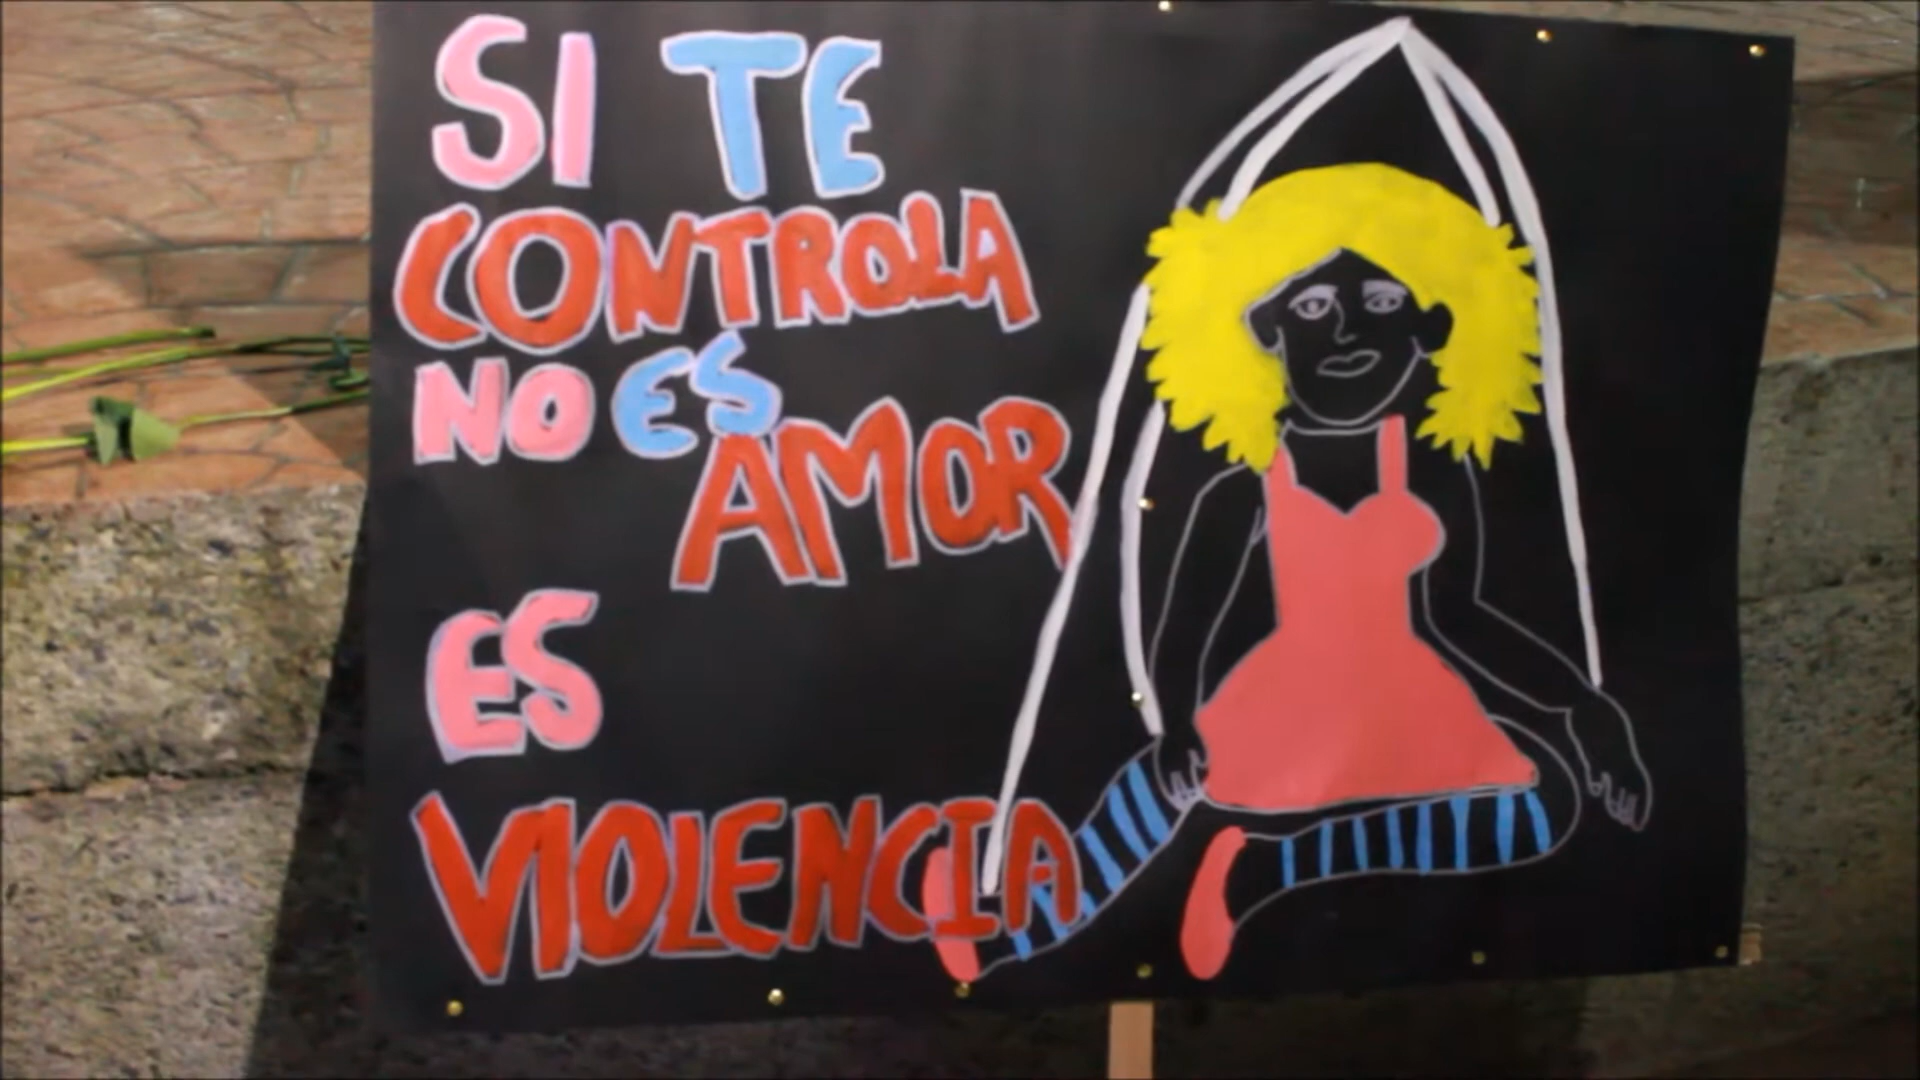 SI TE
CONTROLA
NO ES
AMOR
ES
VIOLENCIA